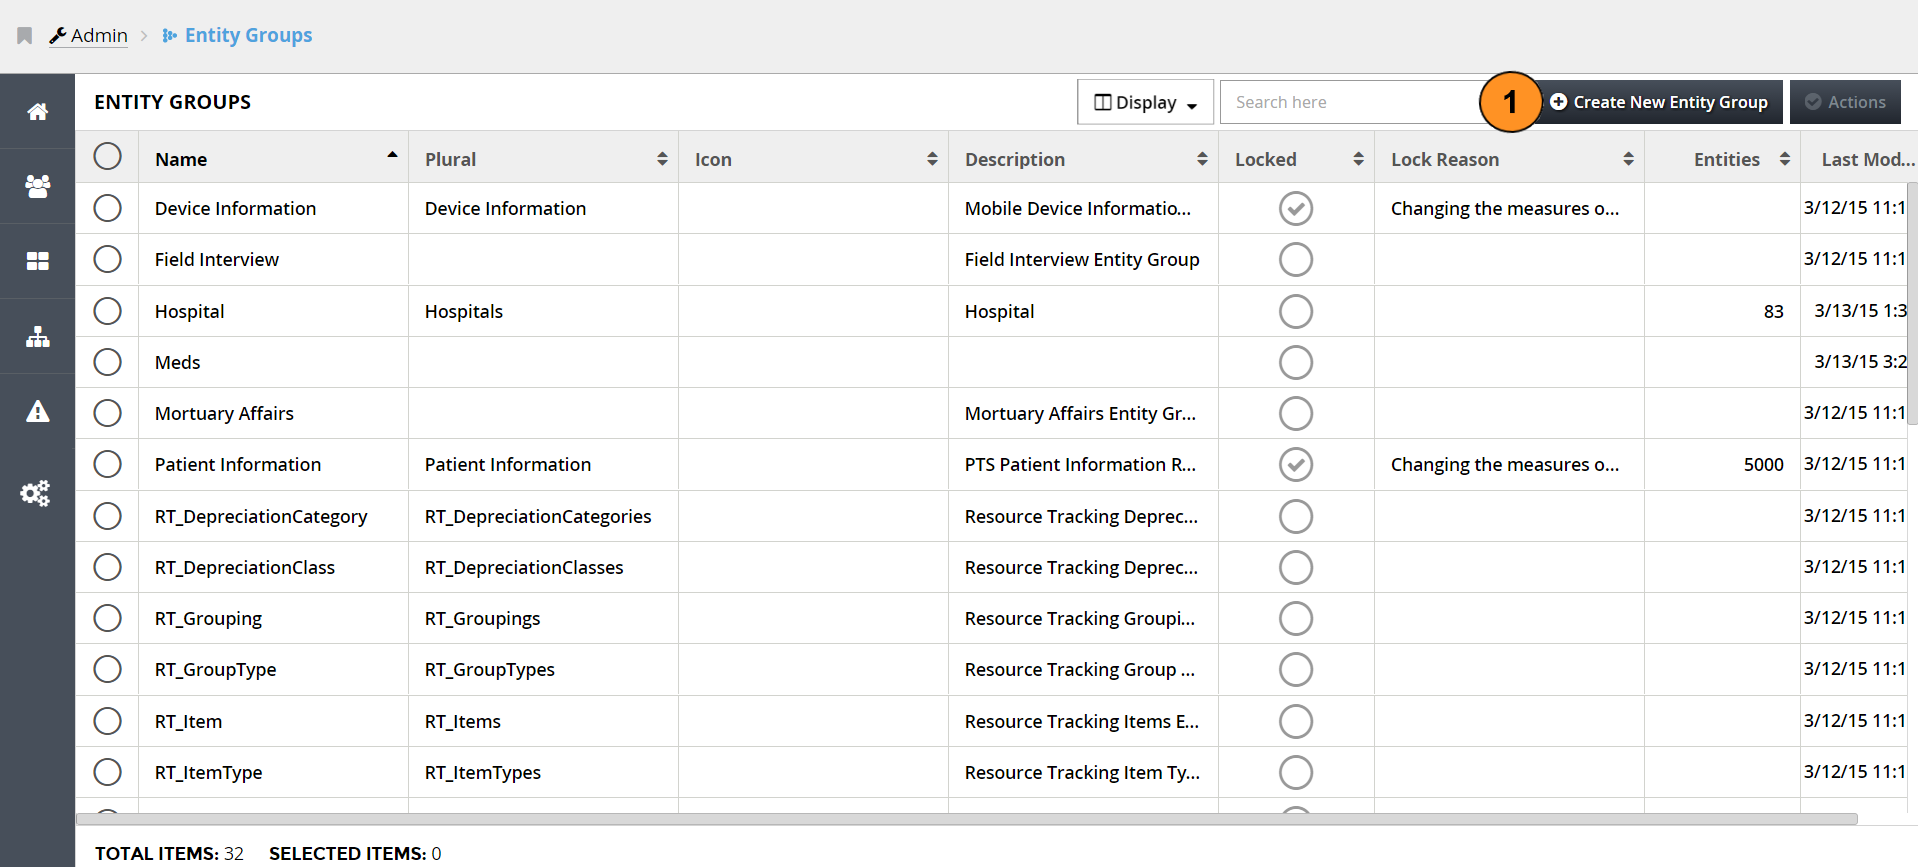 Admin > Entity Groups
ENTITY GROUPS Display Search here 1 Create New Entity Group Actions
Name Plural Icon Description Locked Lock Reason Entities Last Mod...
Device Information Device Information Mobile Device Informatio... Changing the measures o... 3/12/15 11:1
Field Interview Field Interview Entity Group 3/12/15 11:1
Hospital Hospitals Hospital 83 3/13/15 1:3
Meds 3/13/15 3:2
Mortuary Affairs Mortuary Affairs Entity Gr... 3/12/15 11:1
Patient Information Patient Information PTS Patient Information R... Changing the measures o... 5000 3/12/15 11:1
RT_DepreciationCategory RT_DepreciationCategories Resource Tracking Deprec... 3/12/15 11:1
RT_DepreciationClass RT_DepreciationClasses Resource Tracking Deprec... 3/12/15 11:1
RT_Grouping RT_Groupings Resource Tracking Groupi... 3/12/15 11:1
RT_GroupType RT_GroupTypes Resource Tracking Group ... 3/12/15 11:1
RT_Item RT_Items Resource Tracking Items E... 3/12/15 11:1
RT_ItemType RT_ItemTypes Resource Tracking Item Ty... 3/12/15 11:1
TOTAL ITEMS: 32 SELECTED ITEMS: 0